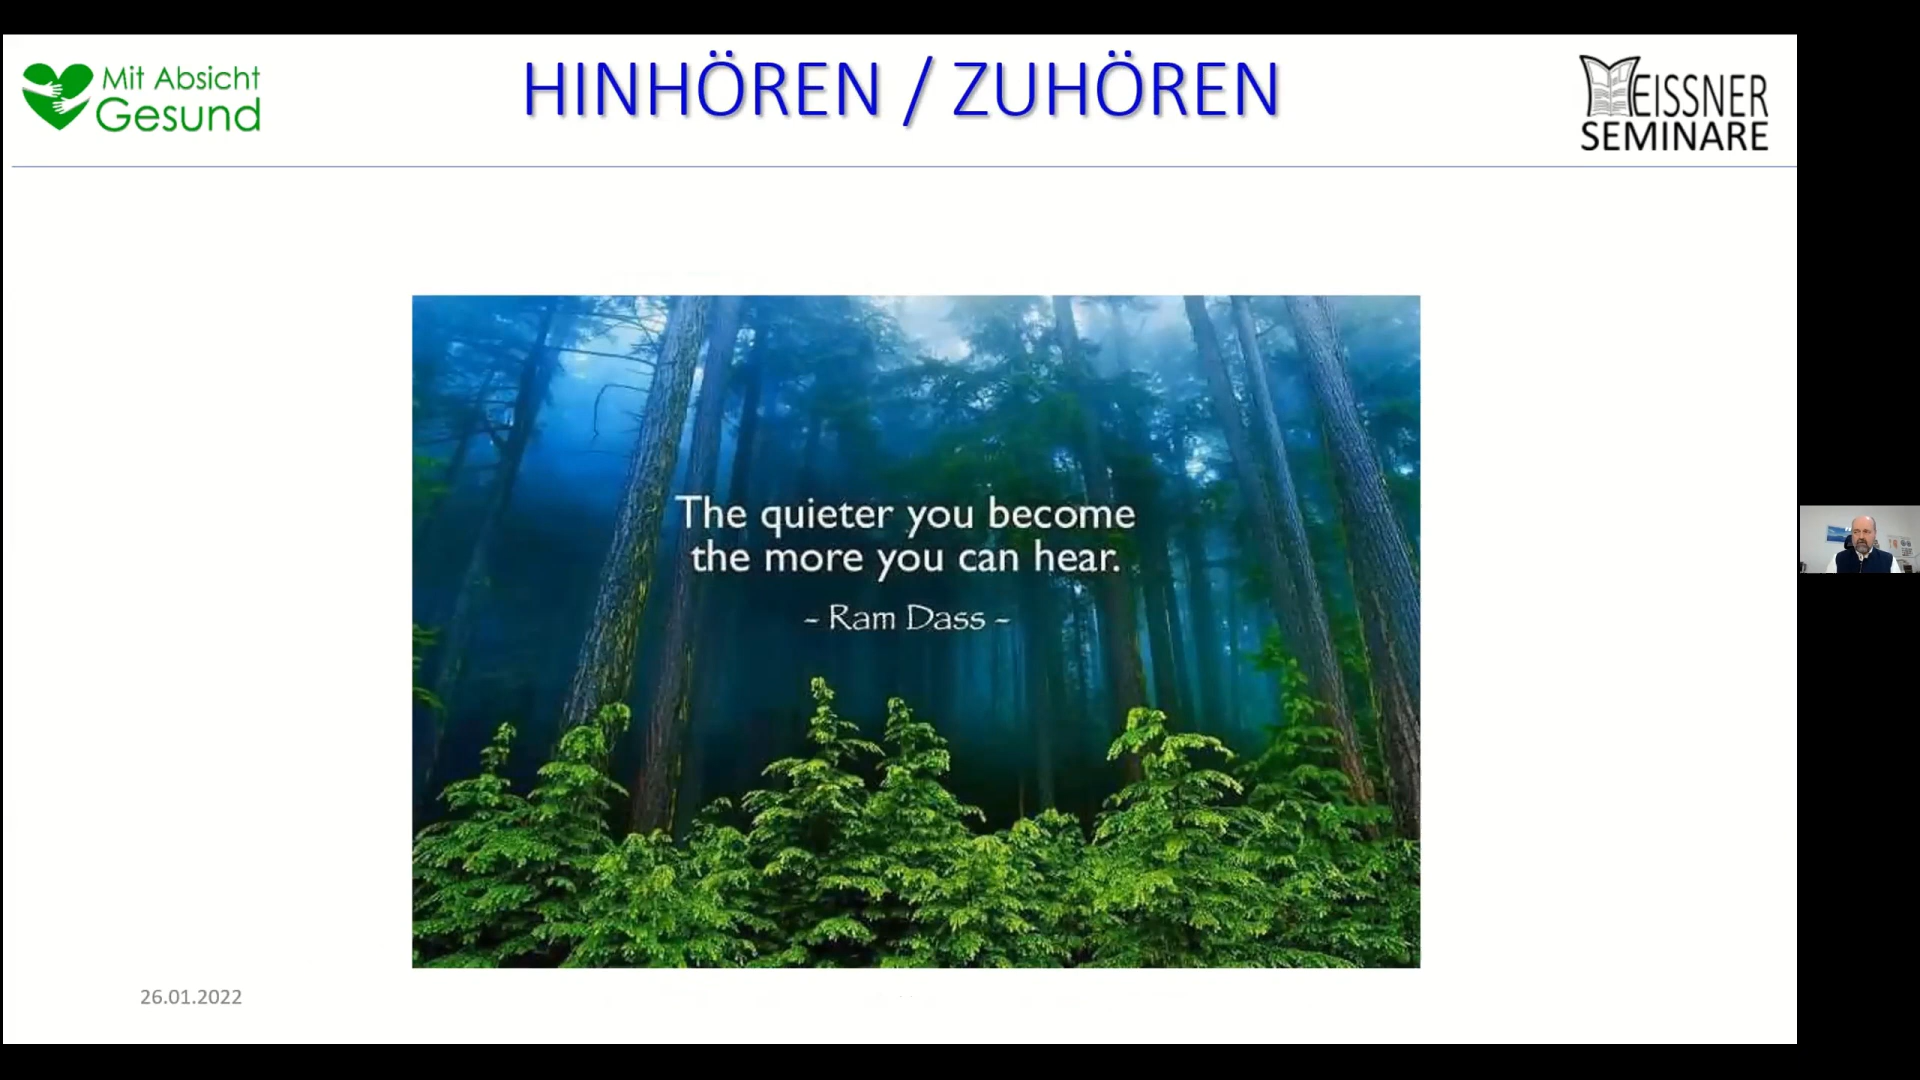 Mit Absicht
Gesund
HINHÖREN / ZUHÖREN
MEISSNER
SEMINARE
The quieter you become
the more you can hear.
- Ram Dass -
26.01.2022